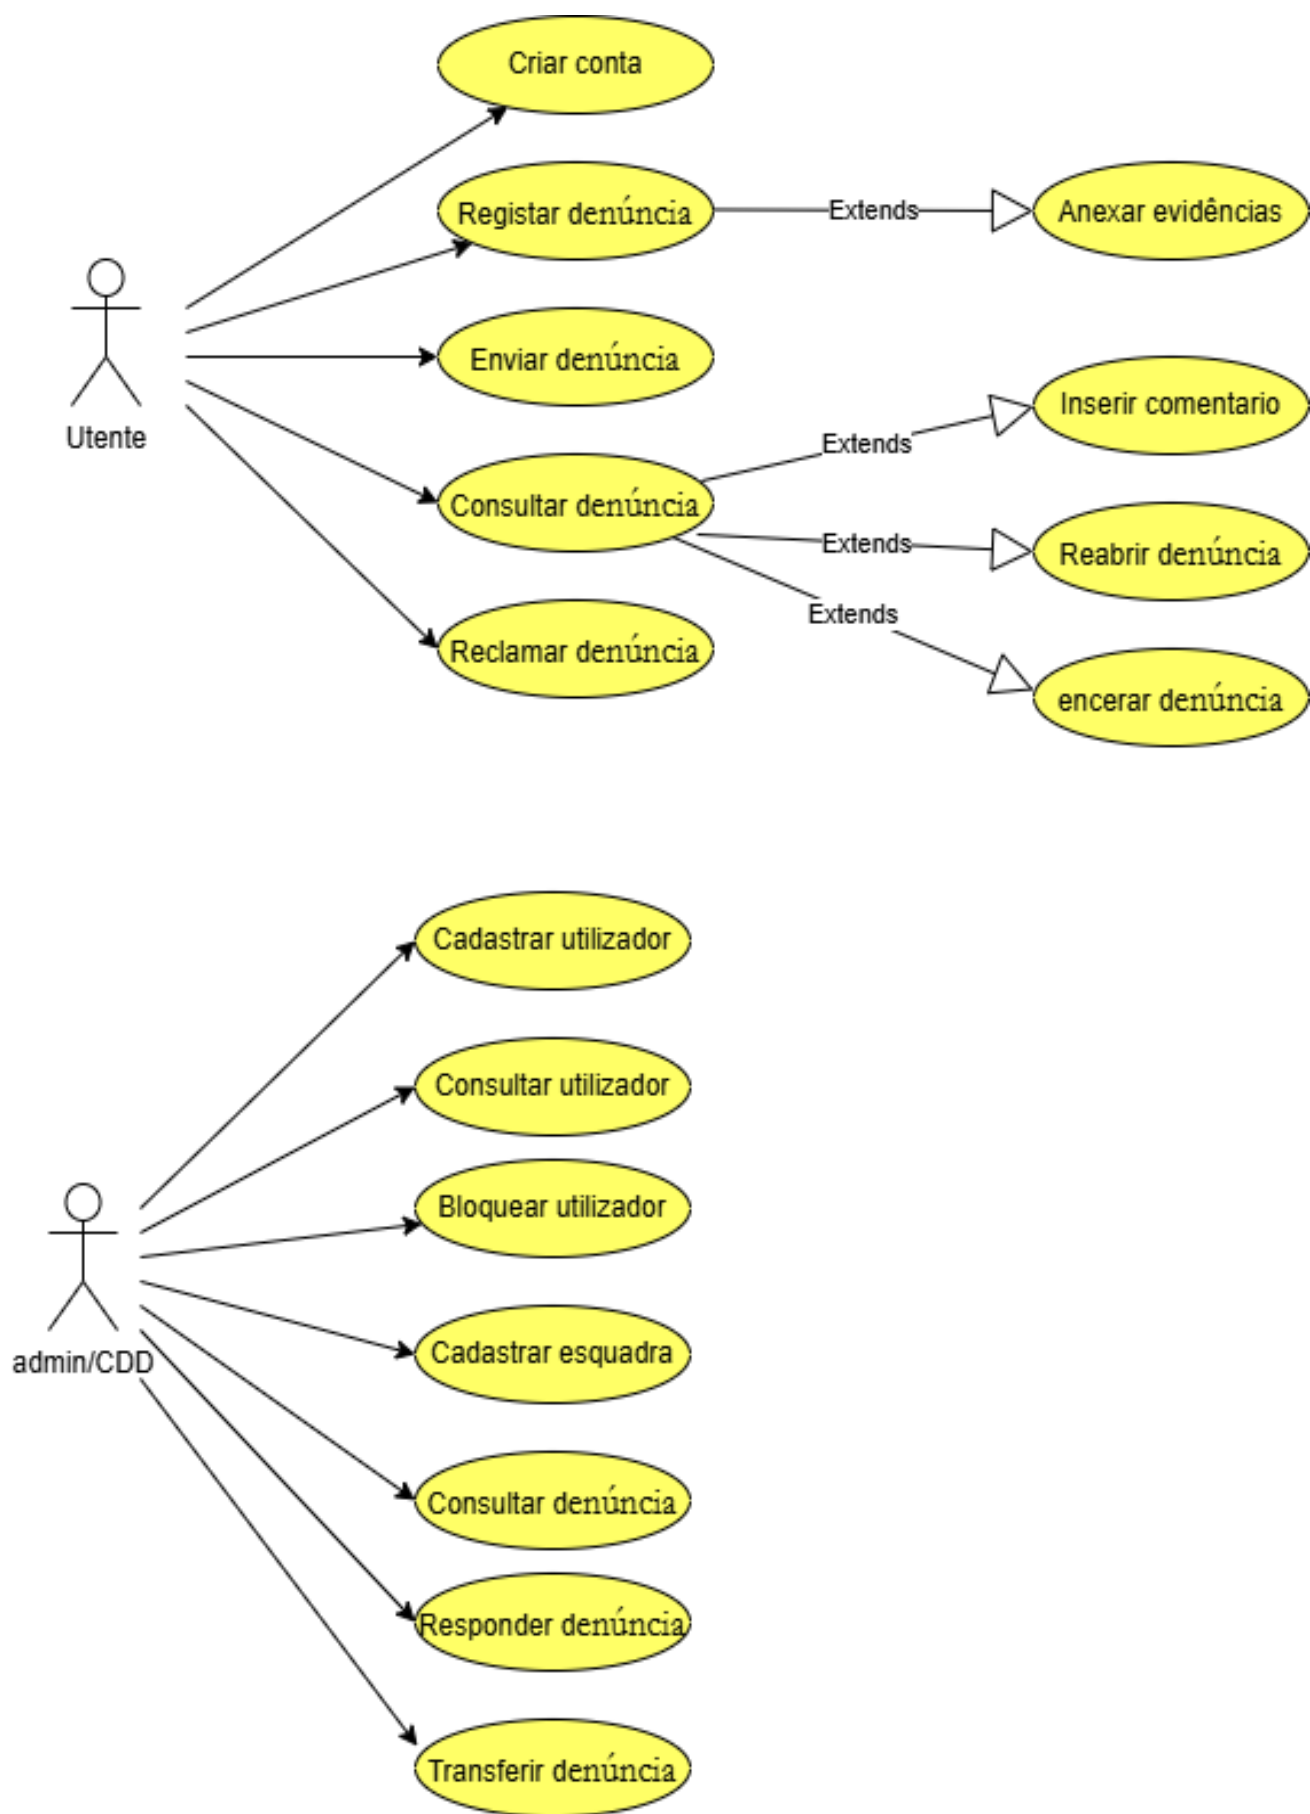 Criar conta
Registar denúncia
Extends
Anexar evidências
Enviar denúncia
Utente
Inserir comentario
Extends
Consultar denúncia
Extends
Reabrir denúncia
Extends
Reclamar denúncia
encerar denúncia
Cadastrar utilizador
Consultar utilizador
Bloquear utilizador
Cadastrar esquadra
admin/CDD
Consultar denúncia
Responder denúncia
Transferir denúncia